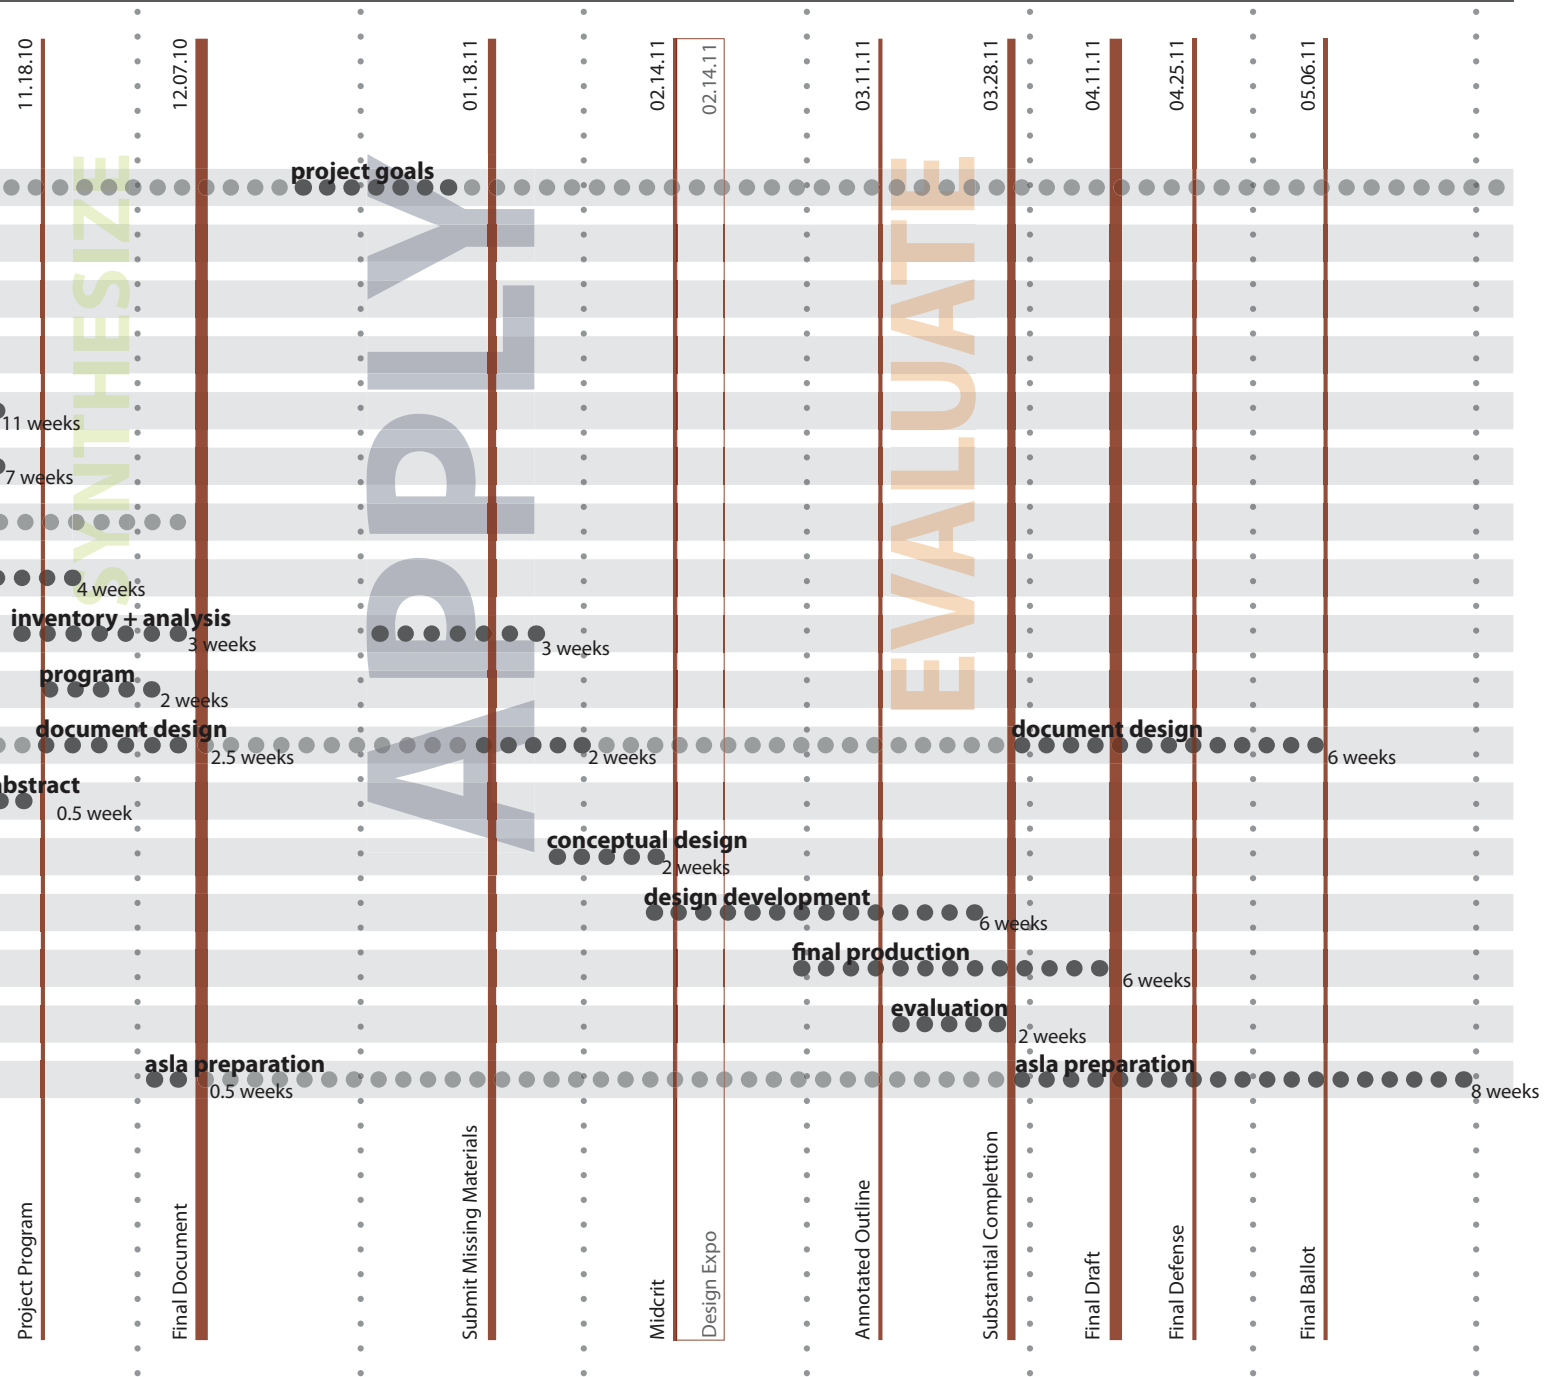 11.18.10
12.07.10
01.18.11
02.14.11
02.14.11
03.11.11
03.28.11
04.11.11
04.25.11
05.06.11
SYNTHESIZE
APPLY
EVALUATE
project goals
11 weeks
7 weeks
4 weeks
inventory + analysis
3 weeks
3 weeks
program
2 weeks
document design
2.5 weeks
2 weeks
document design
6 weeks
abstract
0.5 week
conceptual design
2 weeks
design development
6 weeks
final production
6 weeks
evaluation
2 weeks
asla preparation
0.5 weeks
asla preparation
8 weeks
Project Program
Final Document
Submit Missing Materials
Midcrit
Design Expo
Annotated Outline
Substantial Complettion
Final Draft
Final Defense
Final Ballot